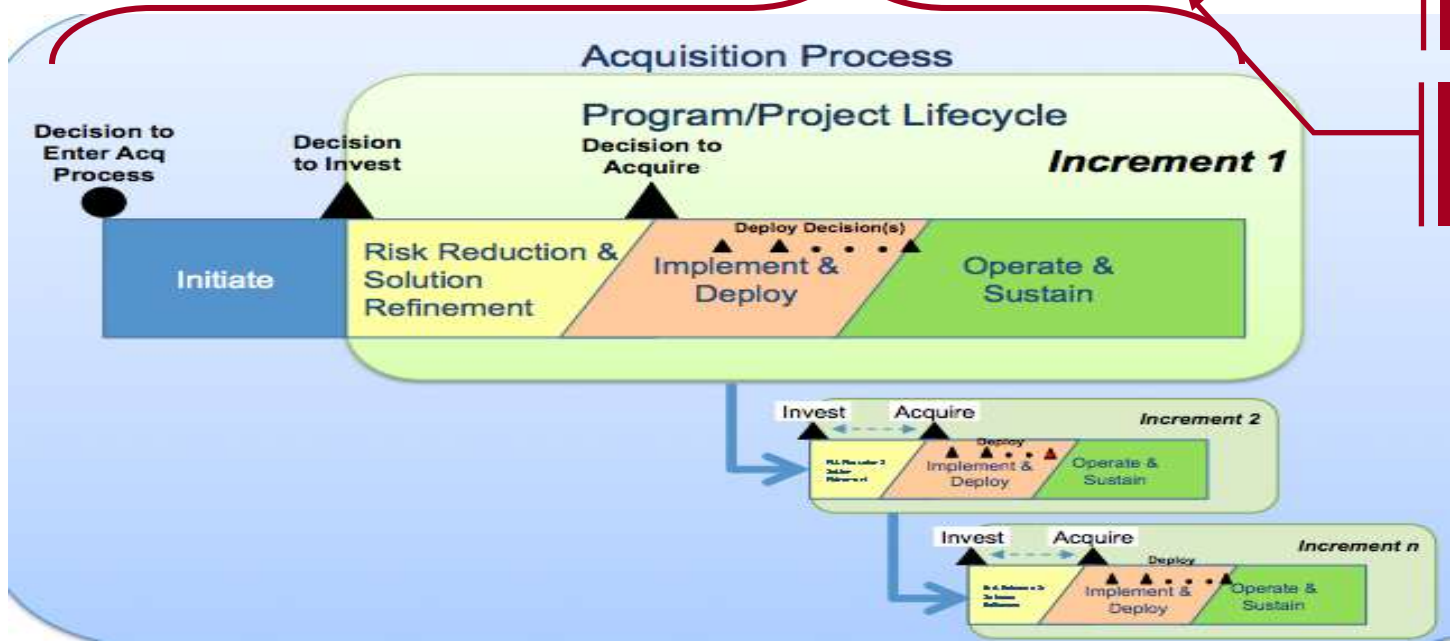 Acquisition Process
Program/Project Lifecycle
Decision to
Enter Acq
Process
Decision
to Invest
Decision to
Acquire
Increment 1
Deploy Decision(s)
Initiate
Risk Reduction &
Solution
Refinement
Implement &
Deploy
Operate &
Sustain
Invest
Acquire
Increment 2
Deploy
Implement &
Deploy
Operate &
Sustain
Invest
Acquire
Increment n
Deploy
Implement &
Deploy
Operate &
Sustain